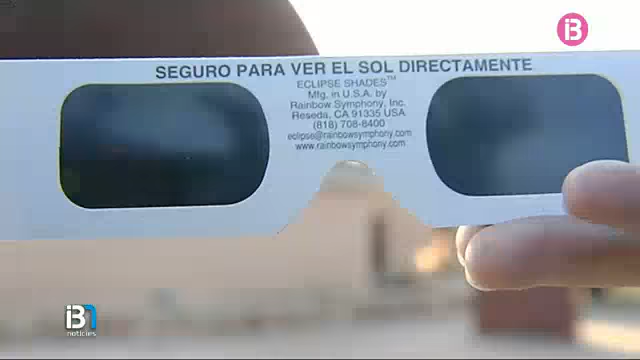 SEGURO PARA VER EL SOL DIRECTAMENTE
ECLIPSE SHADES™
Mfg. in U.S.A. by
Rainbow Symphony, Inc.
Reseda, CA 91335 USA
(818) 708-8400
eclipse@rainbowsymphony.com
www.rainbowsymphony.com
IB
notícies